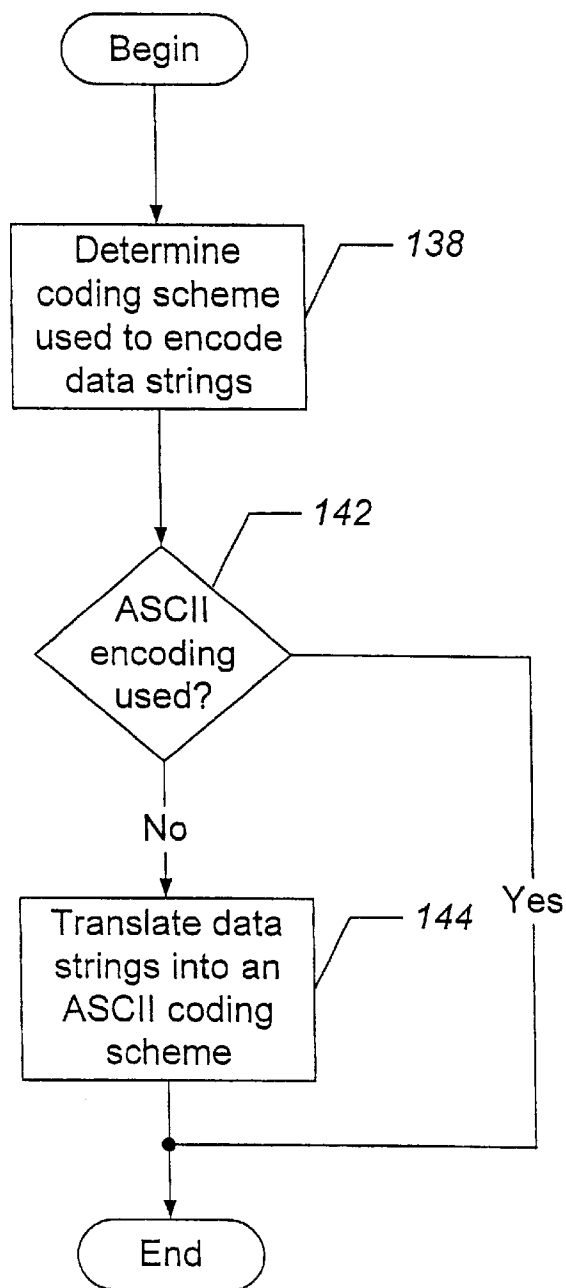 Begin
Determine
coding scheme
used to encode
data strings
138
142
ASCII
encoding
used?
No
Yes
Translate data
strings into an
ASCII coding
scheme
144
End